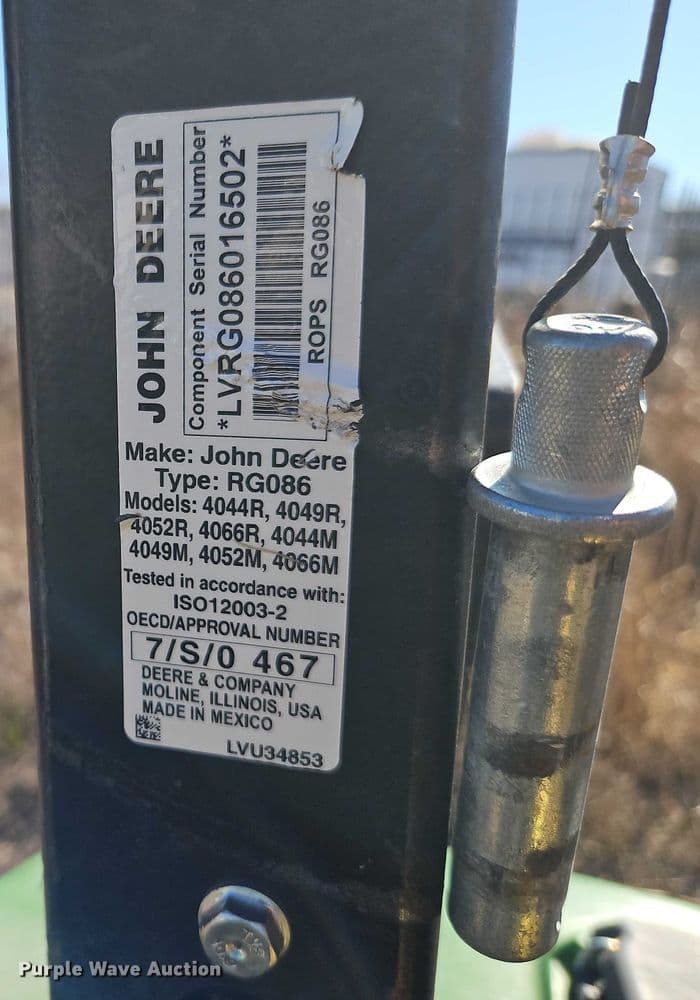 JOHN DEERE
Component Serial Number
*LVRG086016502*
ROPS RG086
Make: John Deere
Type: RG086
Models: 4044R, 4049R,
4052R, 4066R, 4044M
4049M, 4052M, 4066M
Tested in accordance with:
ISO12003-2
OECD/APPROVAL NUMBER
7/S/0 467
DEERE & COMPANY
MOLINE, ILLINOIS, USA
MADE IN MEXICO
LVU34853
Purple Wave Auction